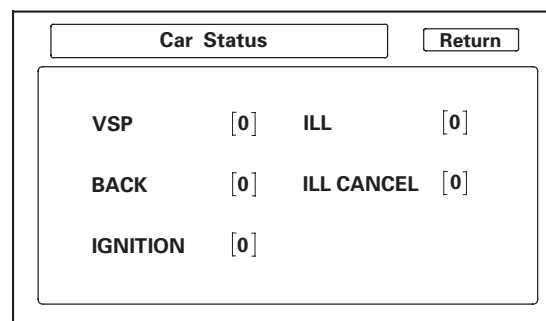 Car Status Return
VSP [0] ILL [0]
BACK [0] ILL CANCEL [0]
IGNITION [0]